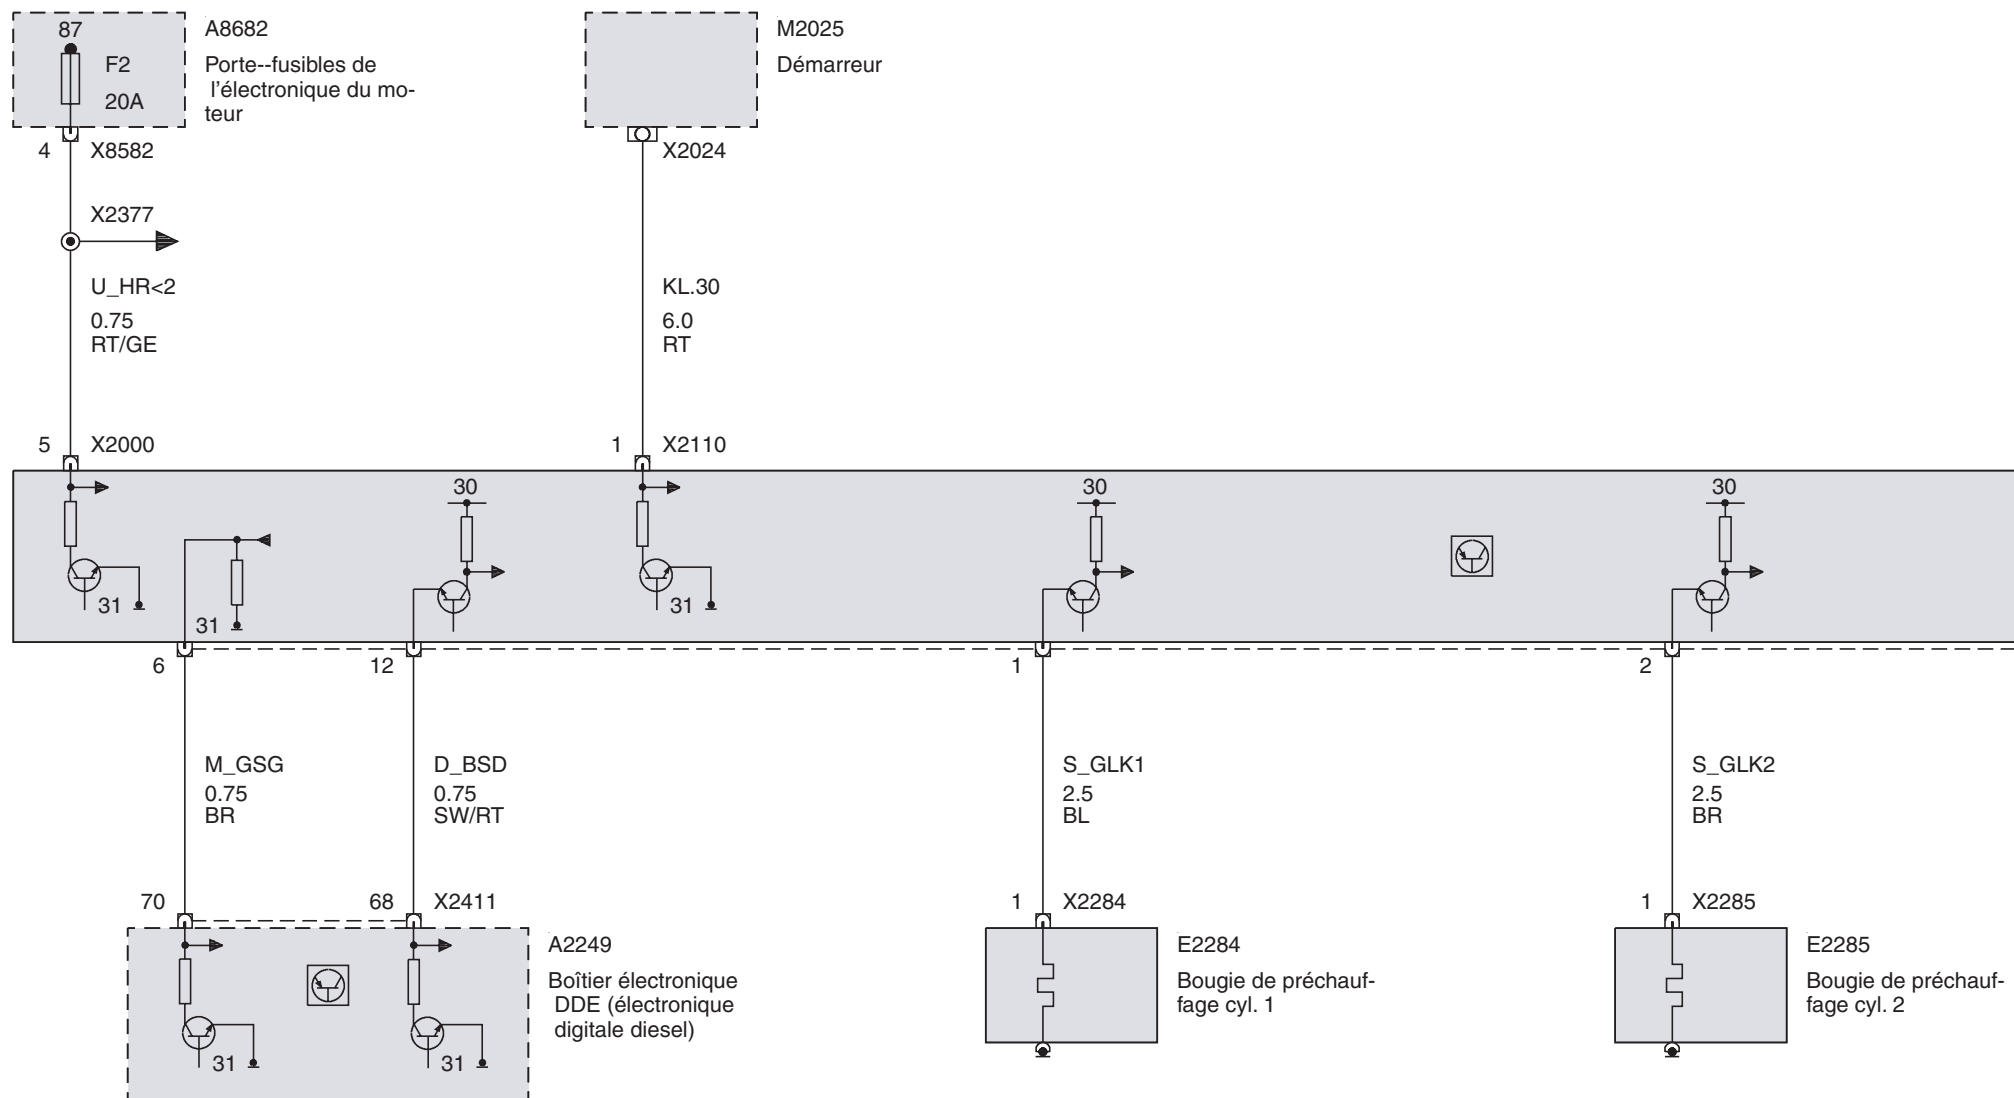 87
F2
20A
A8682
Porte--fusibles de
l'électronique du mo-
teur
M2025
Démarreur
4 X8582
X2024
X2377
U_HR<2
0.75
RT/GE
KL.30
6.0
RT
5 X2000
1 X2110
30
30
30
31
31
31
6
12
1
2
M_GSG
0.75
BR
D_BSD
0.75
SW/RT
S_GLK1
2.5
BL
S_GLK2
2.5
BR
70
68 X2411
1 X2284
1 X2285
A2249
Boîtier électronique
DDE (électronique
digitale diesel)
31
31
E2284
Bougie de préchauf-
fage cyl. 1
E2285
Bougie de préchauf-
fage cyl. 2